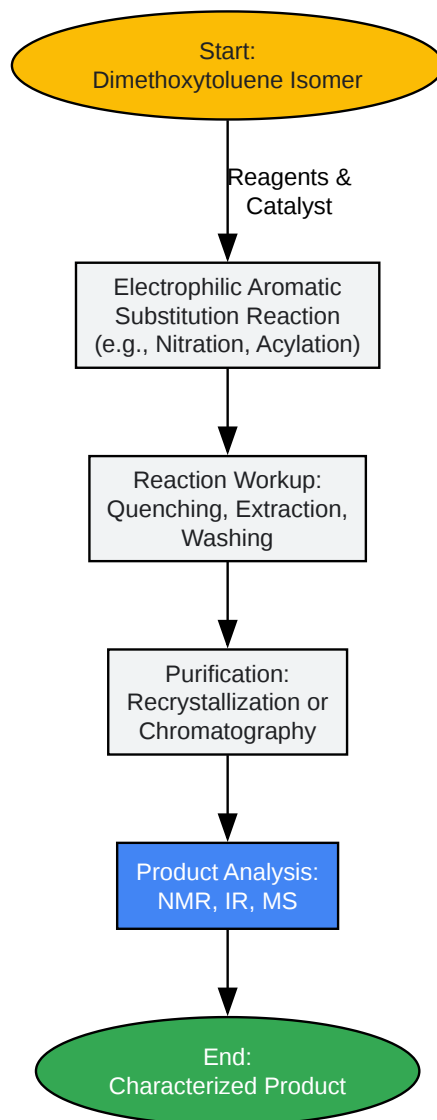 Start:
Dimethoxytoluene Isomer
Reagents &
Catalyst
Electrophilic Aromatic
Substitution Reaction
(e.g., Nitration, Acylation)
Reaction Workup:
Quenching, Extraction,
Washing
Purification:
Recrystallization or
Chromatography
Product Analysis:
NMR, IR, MS
End:
Characterized Product